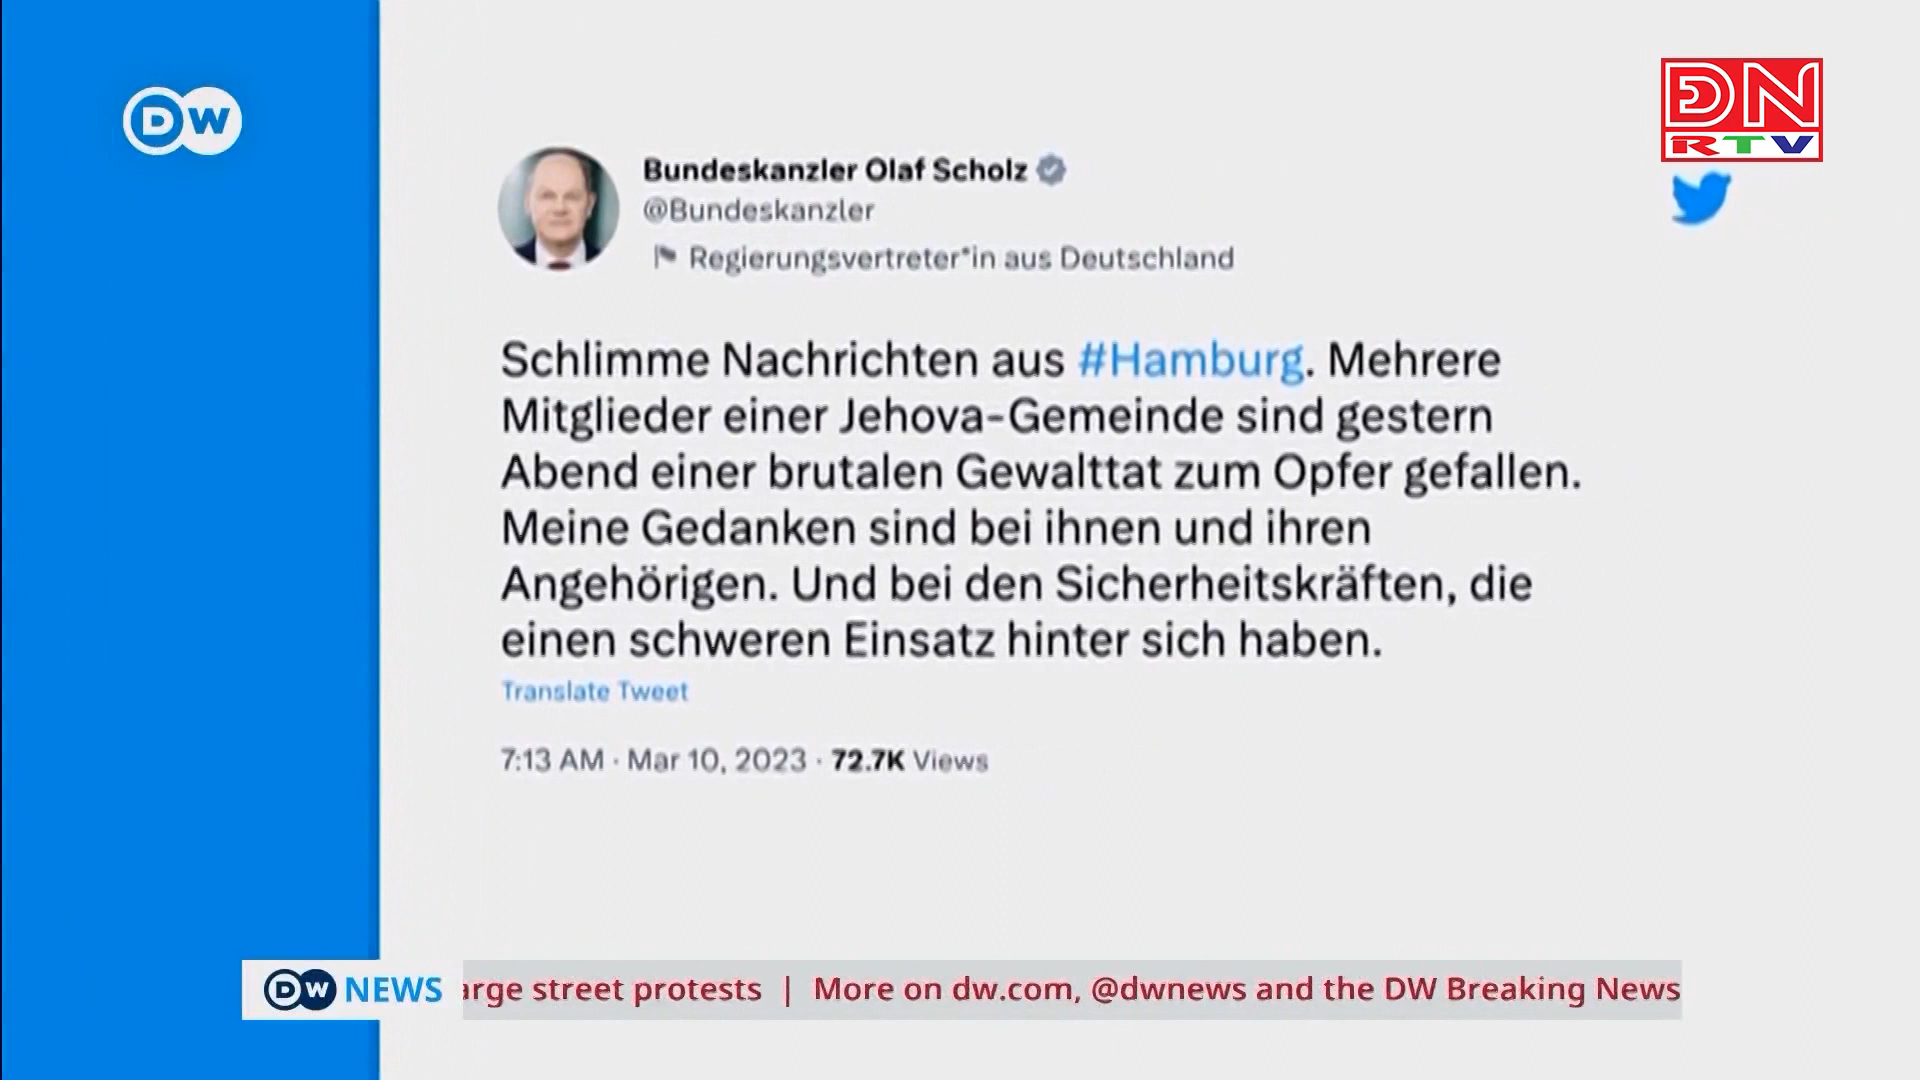 DW
ĐN
RTV
Bundeskanzler Olaf Scholz
@Bundeskanzler
Regierungsvertreter*in aus Deutschland
Schlimme Nachrichten aus #Hamburg. Mehrere
Mitglieder einer Jehova-Gemeinde sind gestern
Abend einer brutalen Gewalttat zum Opfer gefallen.
Meine Gedanken sind bei ihnen und ihren
Angehörigen. Und bei den Sicherheitskräften, die
einen schweren Einsatz hinter sich haben.
Translate Tweet
7:13 AM · Mar 10, 2023 · 72.7K Views
DW NEWS arge street protests | More on dw.com, @dwnews and the DW Breaking News